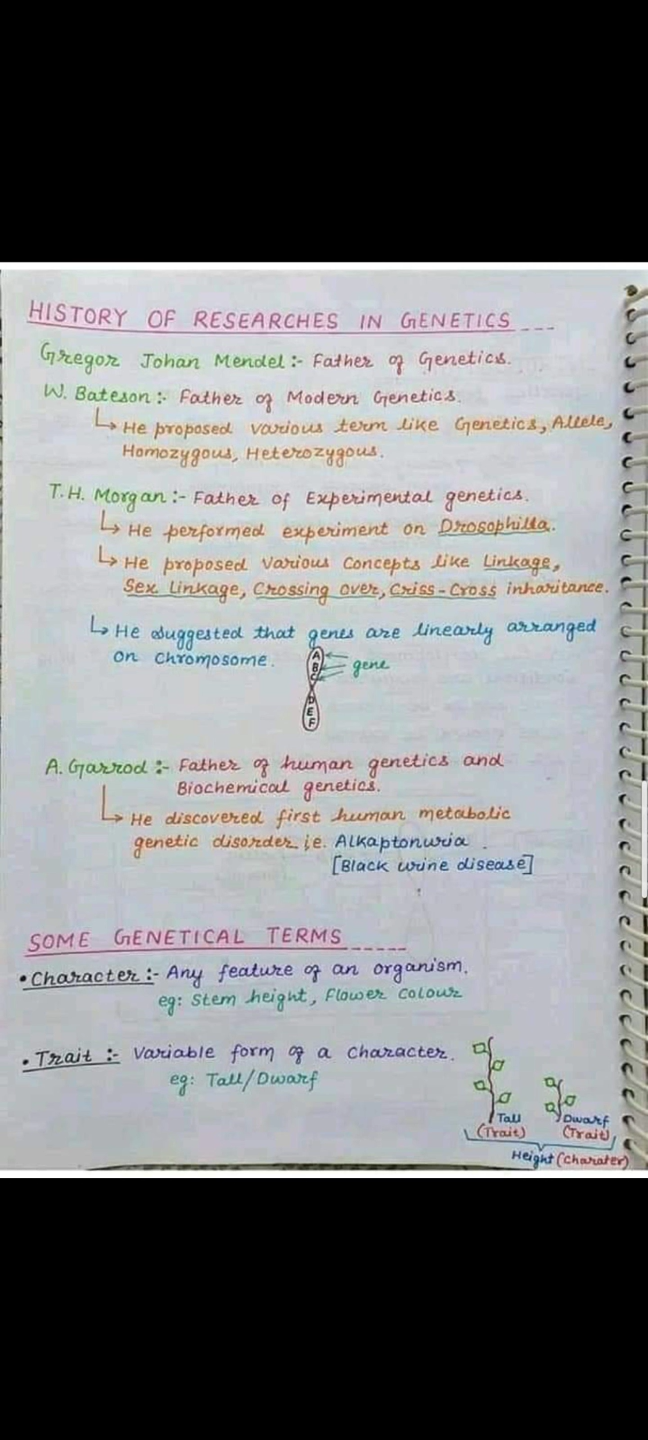 HISTORY OF RESEARCHES IN GENETICS
Gregor Johan Mendel:- Father of Genetics.
W. Bateson:- Father of Modern Genetics.
He proposed various term like Genetics, Allele,
Homozygous, Heterozygous.
T.H. Morgan:- Father of Experimental genetics.
He performed experiment on Drosophilla.
He proposed various concepts like Linkage,
Sex linkage, Crossing over, Criss-Cross inharitance.
He suggested that genes are linearly arranged
on chromosome.
A
B
C
gene
D
E
F
A. Garrod:- Father of human genetics and
Biochemical genetics.
He discovered first human metabolic
genetic disorder, ie. Alkaptonuria.
[Black urine disease]
SOME GENETICAL TERMS
• Character:- Any feature of an organism.
eg: Stem height, Flower colour
• Trait:- Variable form of a character.
eg: Tall/Dwarf
Tall Dwarf
(Trait) (Trait)
Height (charater)